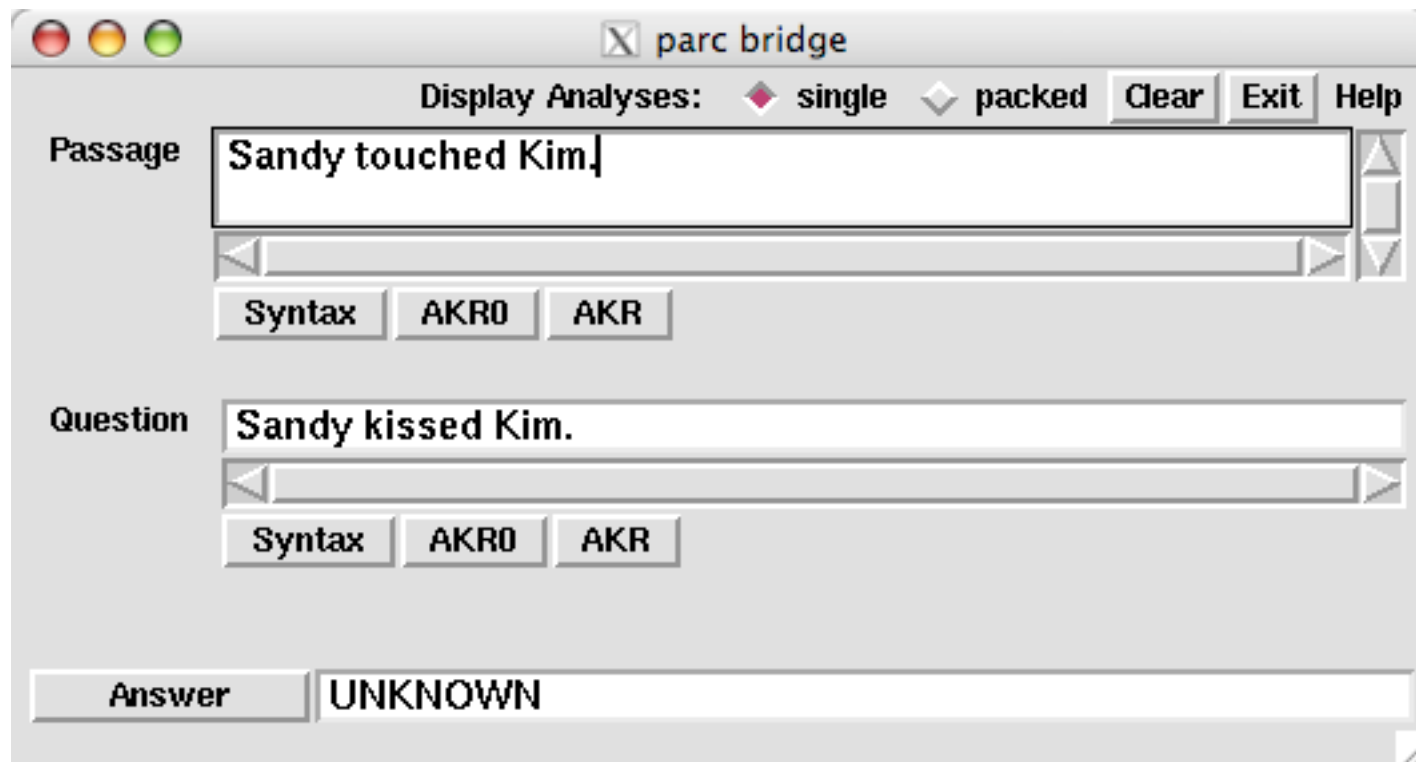 X parc bridge
Display Analyses: single packed Clear Exit Help
Passage Sandy touched Kim.
Syntax AKR0 AKR
Question Sandy kissed Kim.
Syntax AKR0 AKR
Answer UNKNOWN